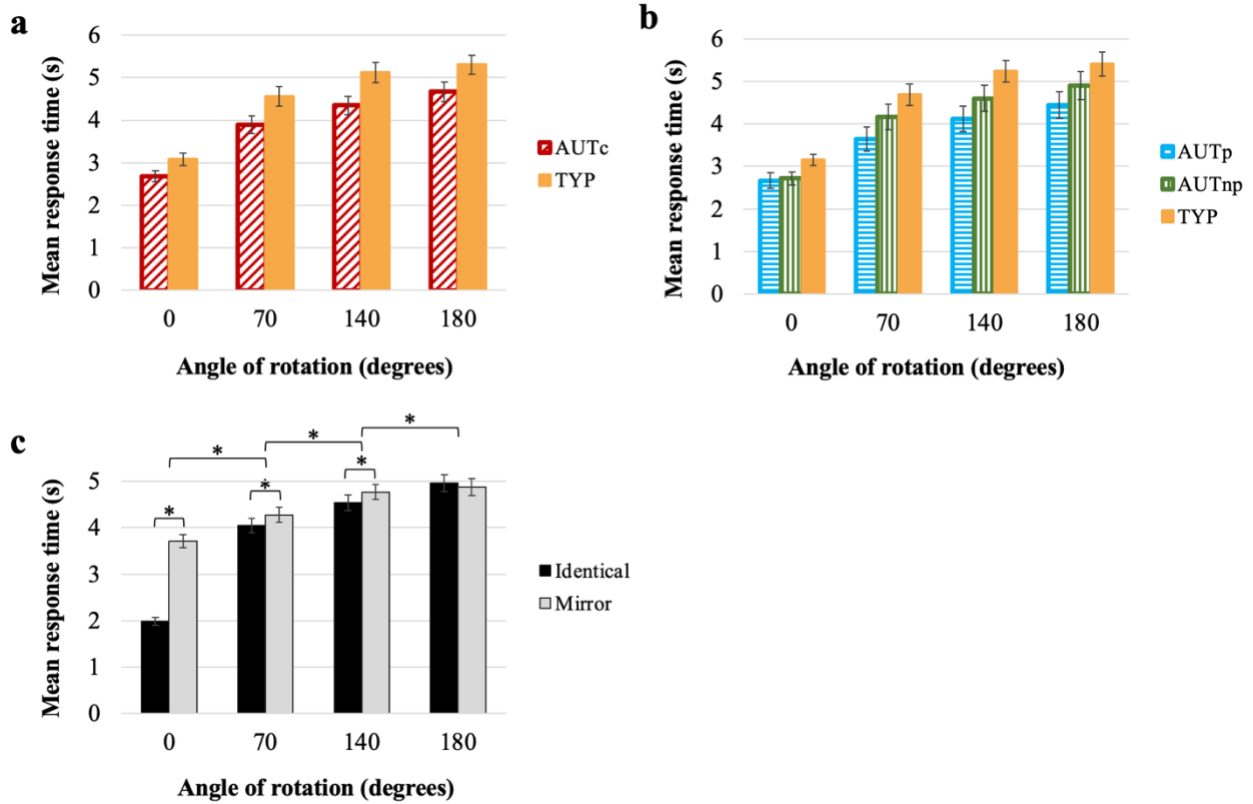 a
6
5
4
3
2
1
0
Mean response time (s)
0 70 140 180
Angle of rotation (degrees)
AUTc
TYP
b
6
5
4
3
2
1
0
Mean response time (s)
0 70 140 180
Angle of rotation (degrees)
AUTp
AUTnp
TYP
c
* * *
* * *
5
4
3
2
1
0
Mean response time (s)
0 70 140 180
Angle of rotation (degrees)
Identical
Mirror